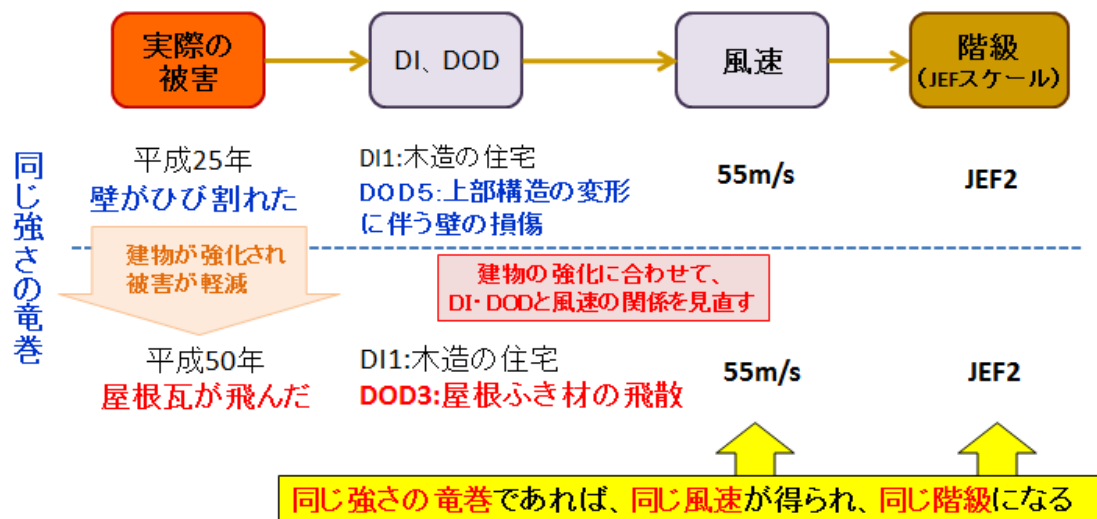 実際の
被害
DI、DOD
風速
階級
（JEFスケール）
同じ強さの竜巻
平成25年
壁がひび割れた
DI1:木造の住宅
DOD5:上部構造の変形
に伴う壁の損傷
55m/s
JEF2
建物が強化され
被害が軽減
建物の強化に合わせて、
DI・DODと風速の関係を見直す
平成50年
屋根瓦が飛んだ
DI1:木造の住宅
DOD3:屋根ふき材の飛散
55m/s
JEF2
同じ強さの竜巻であれば、同じ風速が得られ、同じ階級になる